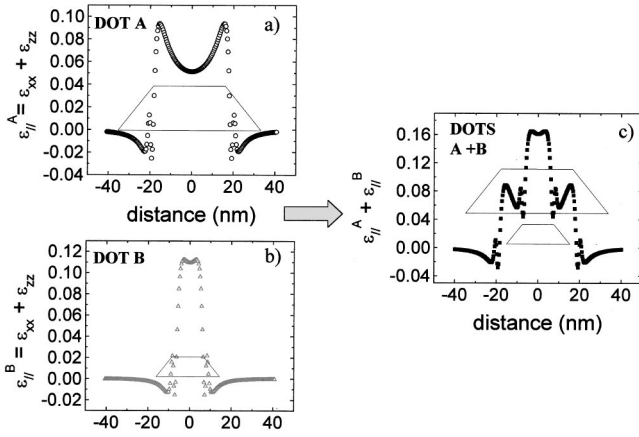 DOT A
a)
0.10
0.08
0.06
0.04
0.02
0.00
-0.02
-0.04
-40 -20 0 20 40
distance (nm)
ε//A = εxx + εzz
DOT B
b)
0.12
0.10
0.08
0.06
0.04
0.02
0.00
-0.02
-40 -20 0 20 40
distance (nm)
ε//B = εxx + εzz
DOTS
A +B
c)
0.16
0.12
0.08
0.04
0.00
-0.04
-40 -20 0 20 40
distance (nm)
ε//A + ε//B